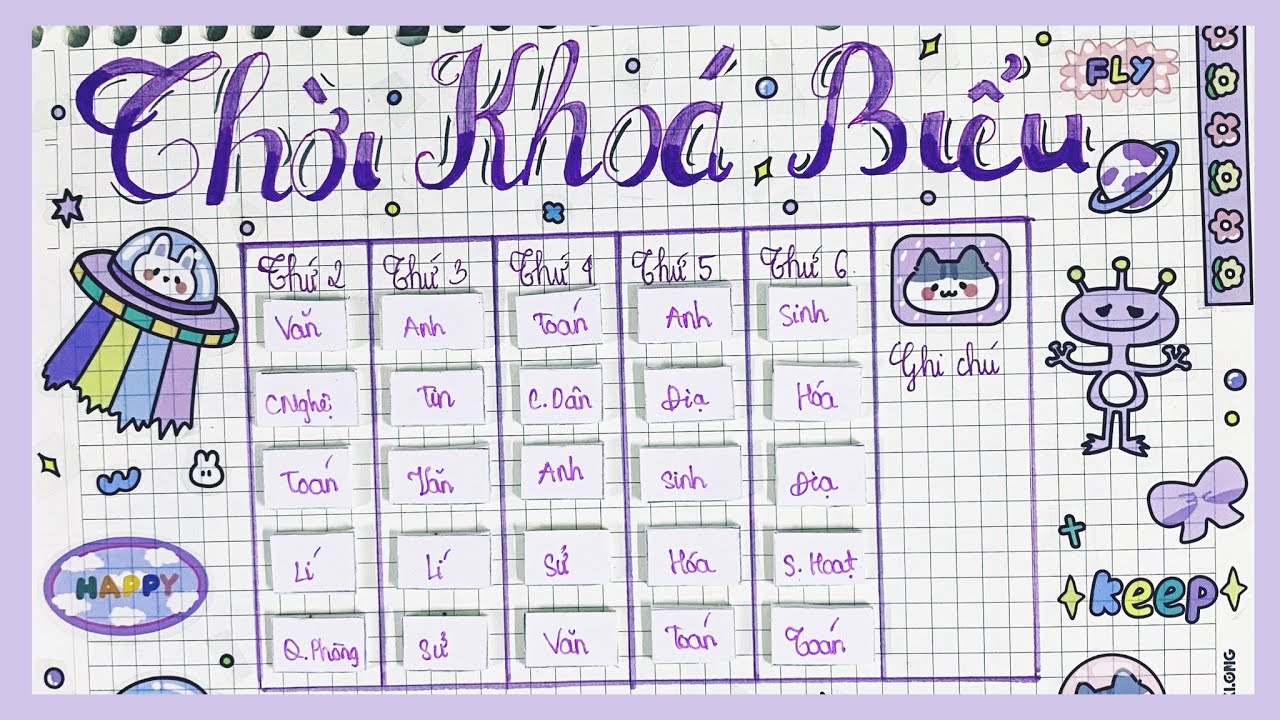 Thời Khoá Biểu
FLY
Thứ 2 Thứ 3 Thứ 4 Thứ 5 Thứ 6
Văn Anh Toán Anh Sinh
Ghi chú
CNghệ Tin C.Dân Địa Hóa
Toán Văn Anh Sinh Địa
Lí Lí Sử Hóa S. Hoạt
HAPPY
keep
Q.Phòng Sử Văn Toán Toán